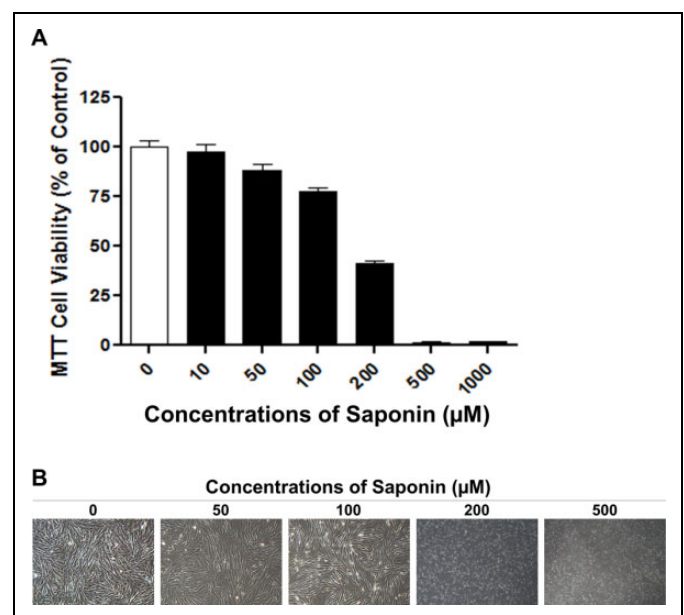 A
MTT Cell Viability (% of Control)
125
100
75
50
25
0
0 10 50 100 200 500 1000
Concentrations of Saponin (µM)
B
Concentrations of Saponin (µM)
0 50 100 200 500